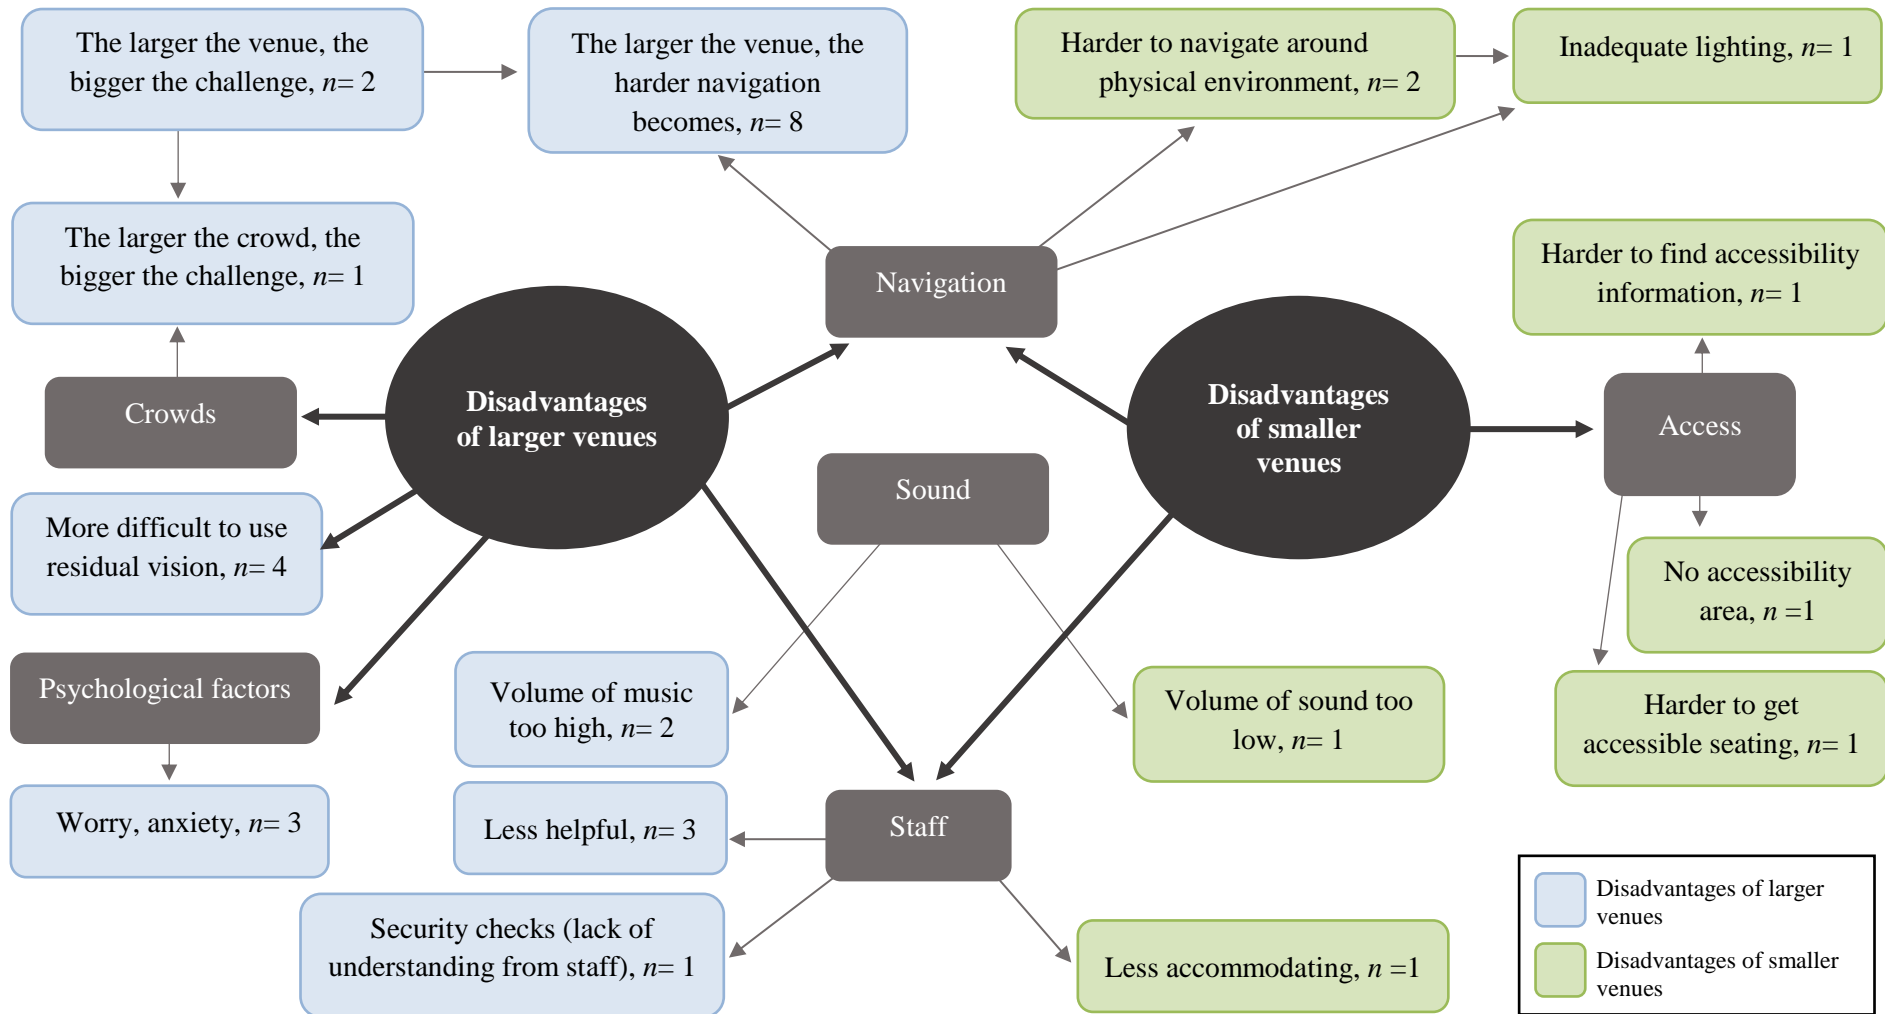 The larger the venue, the
bigger the challenge, n= 2
The larger the venue, the
harder navigation
becomes, n= 8
Harder to navigate around
physical environment, n= 2
Inadequate lighting, n= 1
The larger the crowd, the
bigger the challenge, n= 1
Navigation
Harder to find accessibility
information, n= 1
Crowds
Disadvantages
of larger venues
Disadvantages
of smaller
venues
Access
Sound
More difficult to use
residual vision, n= 4
No accessibility
area, n =1
Psychological factors
Volume of music
too high, n= 2
Volume of sound too
low, n= 1
Harder to get
accessible seating, n= 1
Worry, anxiety, n= 3
Less helpful, n= 3
Staff
Security checks (lack of
understanding from staff), n= 1
Less accommodating, n =1
Disadvantages of larger
venues
Disadvantages of smaller
venues